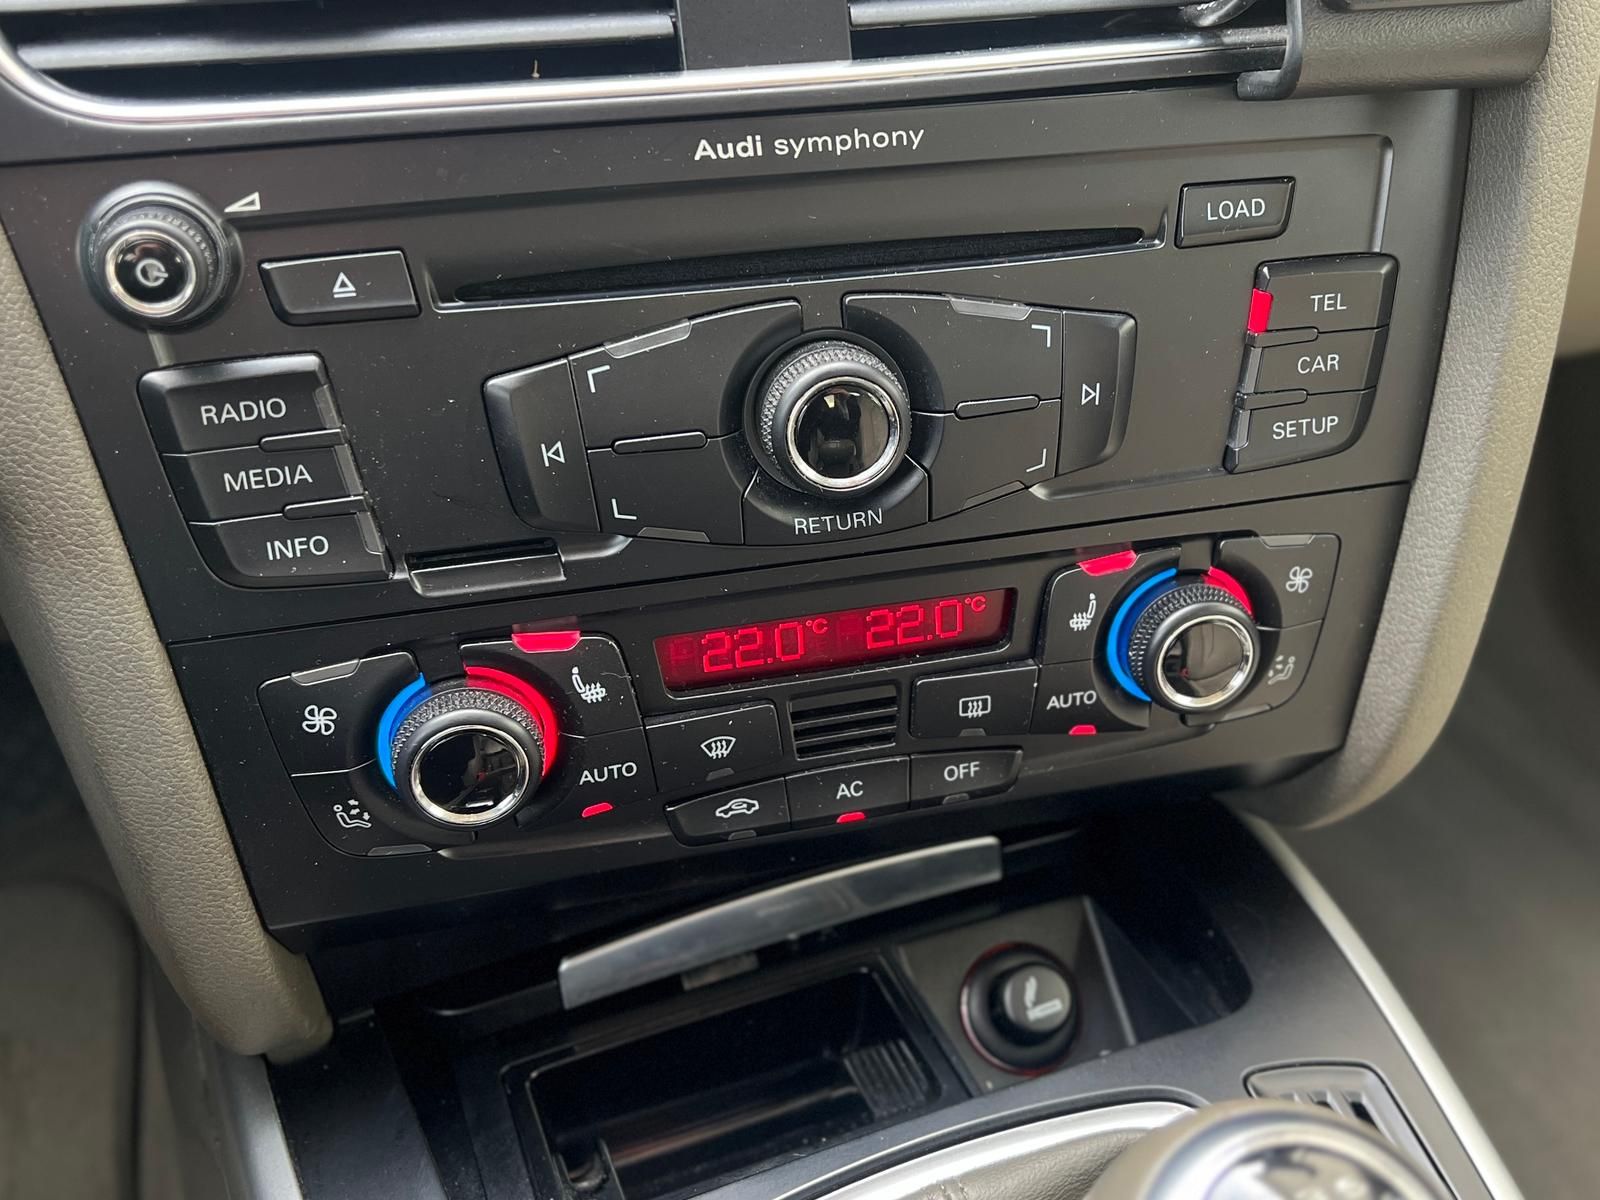 Audi symphony
LOAD
TEL
CAR
RADIO
SETUP
MEDIA
RETURN
INFO
22.0°C 22.0°C
AUTO
AUTO
AC
OFF